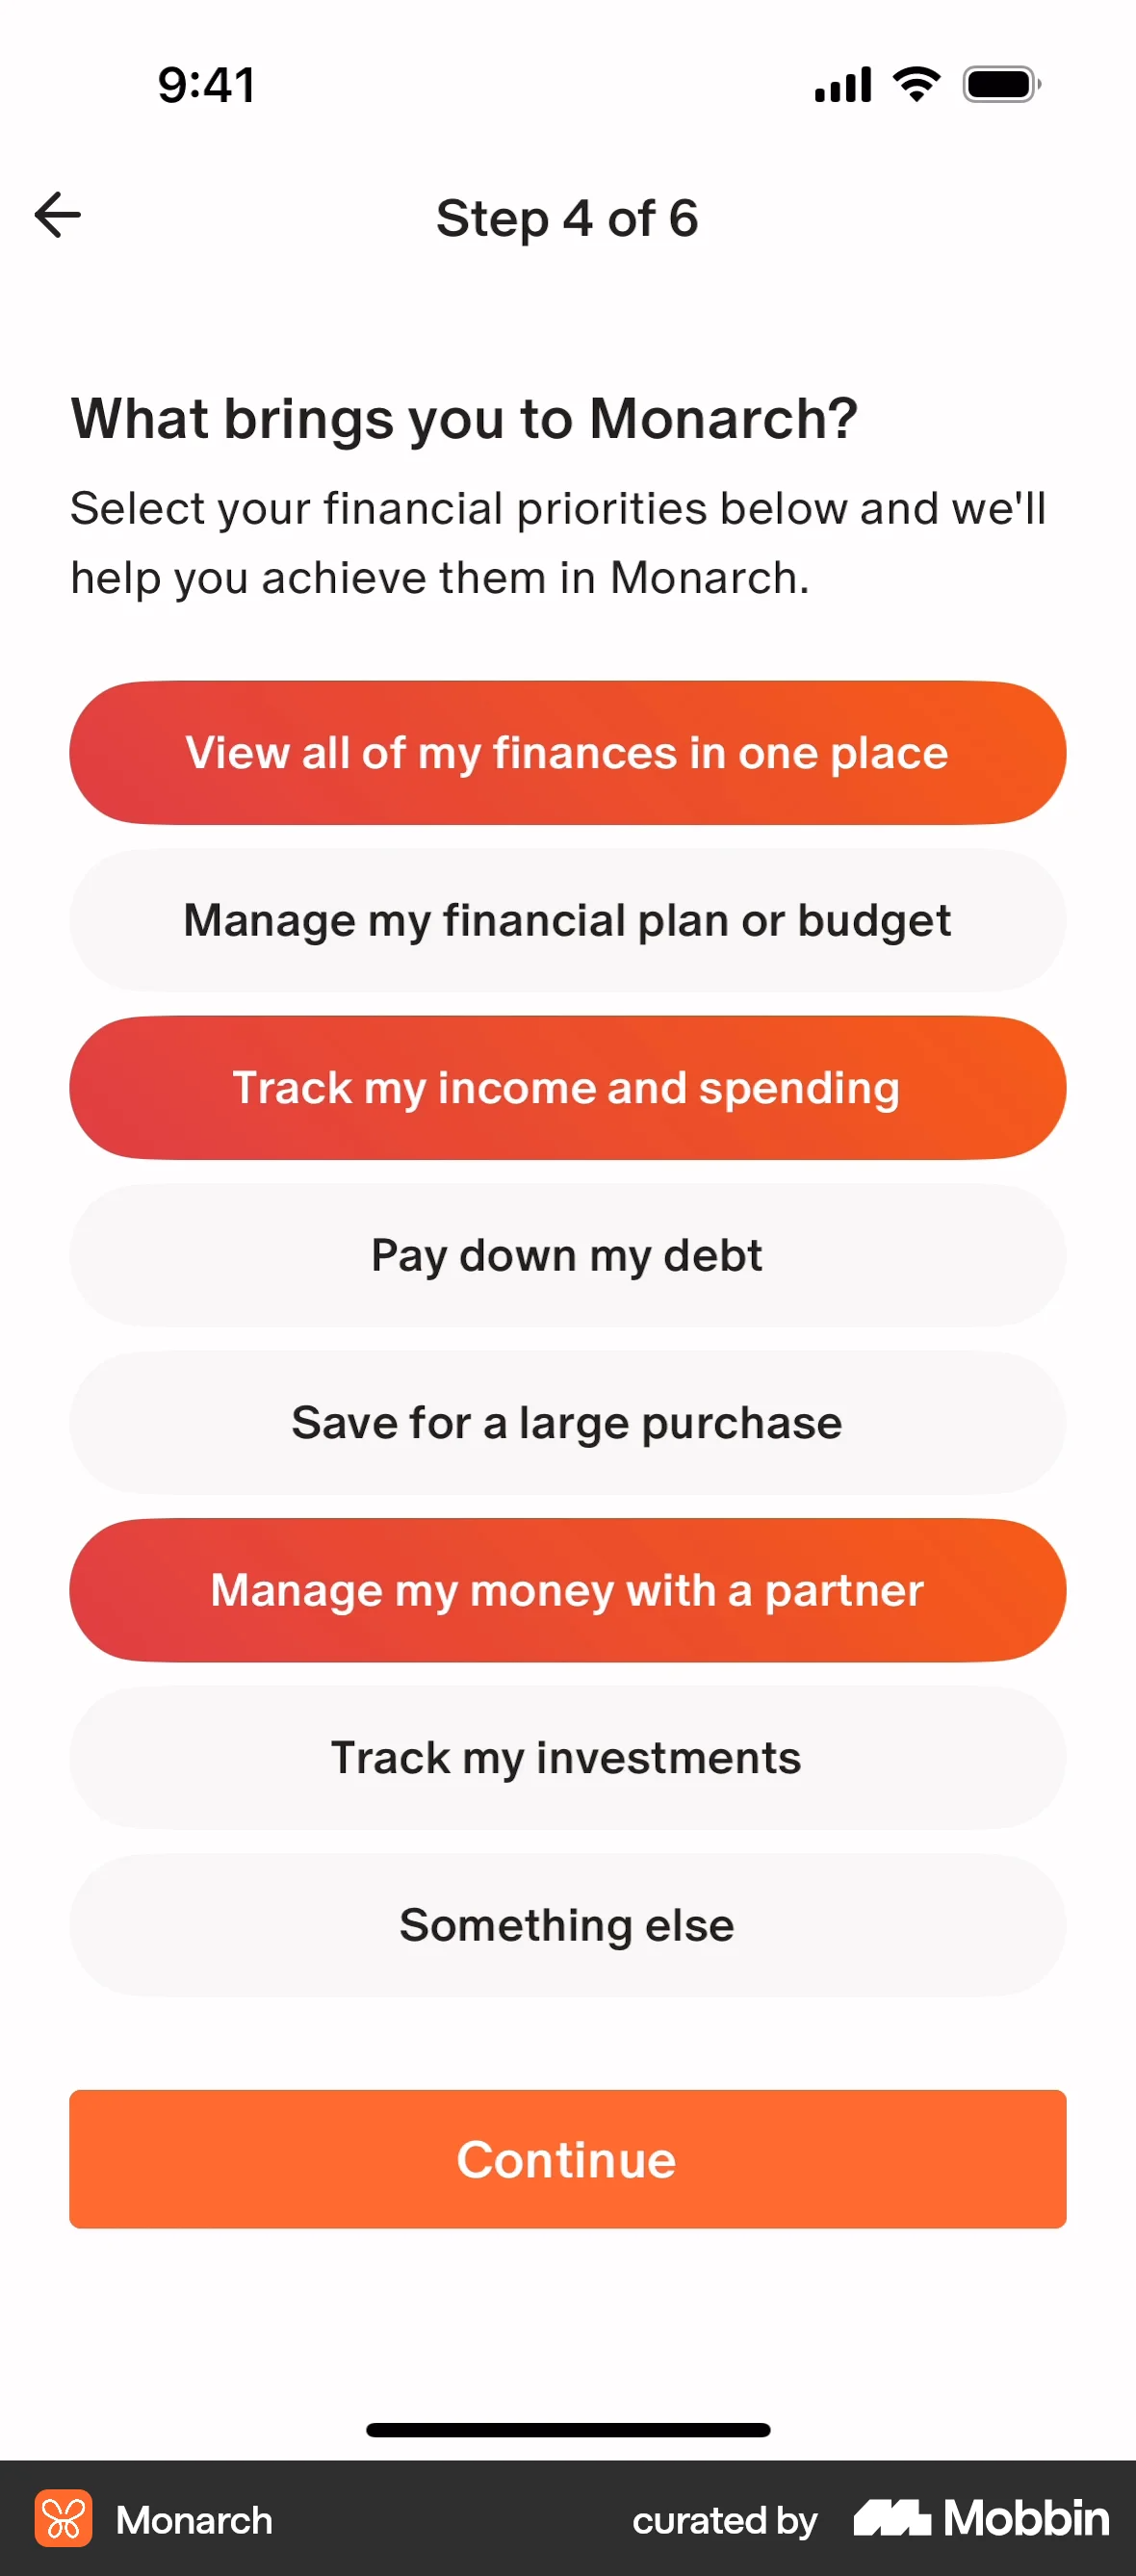 9:41
Step 4 of 6
What brings you to Monarch?
Select your financial priorities below and we'll
help you achieve them in Monarch.
View all of my finances in one place
Manage my financial plan or budget
Track my income and spending
Pay down my debt
Save for a large purchase
Manage my money with a partner
Track my investments
Something else
Continue
Monarch curated by Mobbin